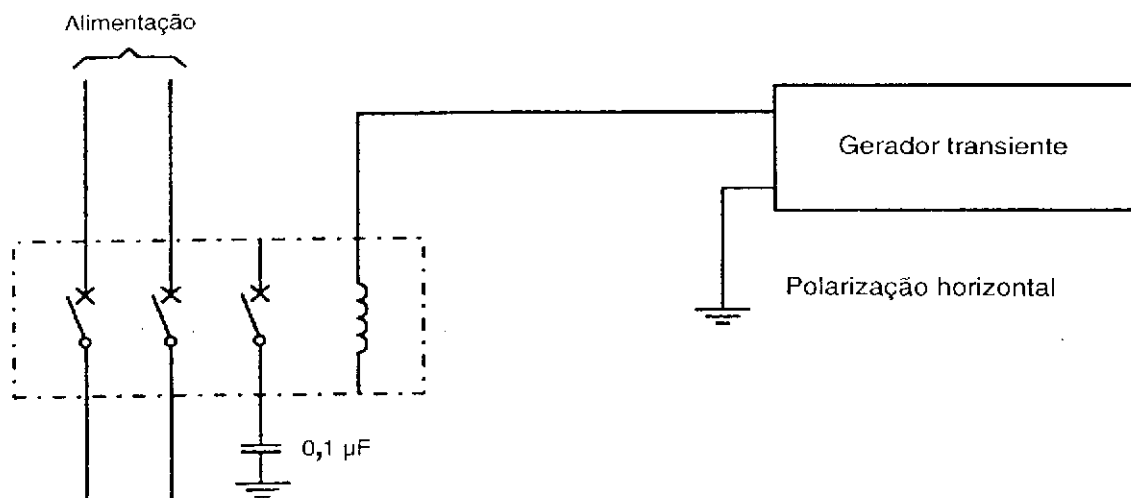 Alimentação
Gerador transiente
Polarização horizontal
0,1 µF